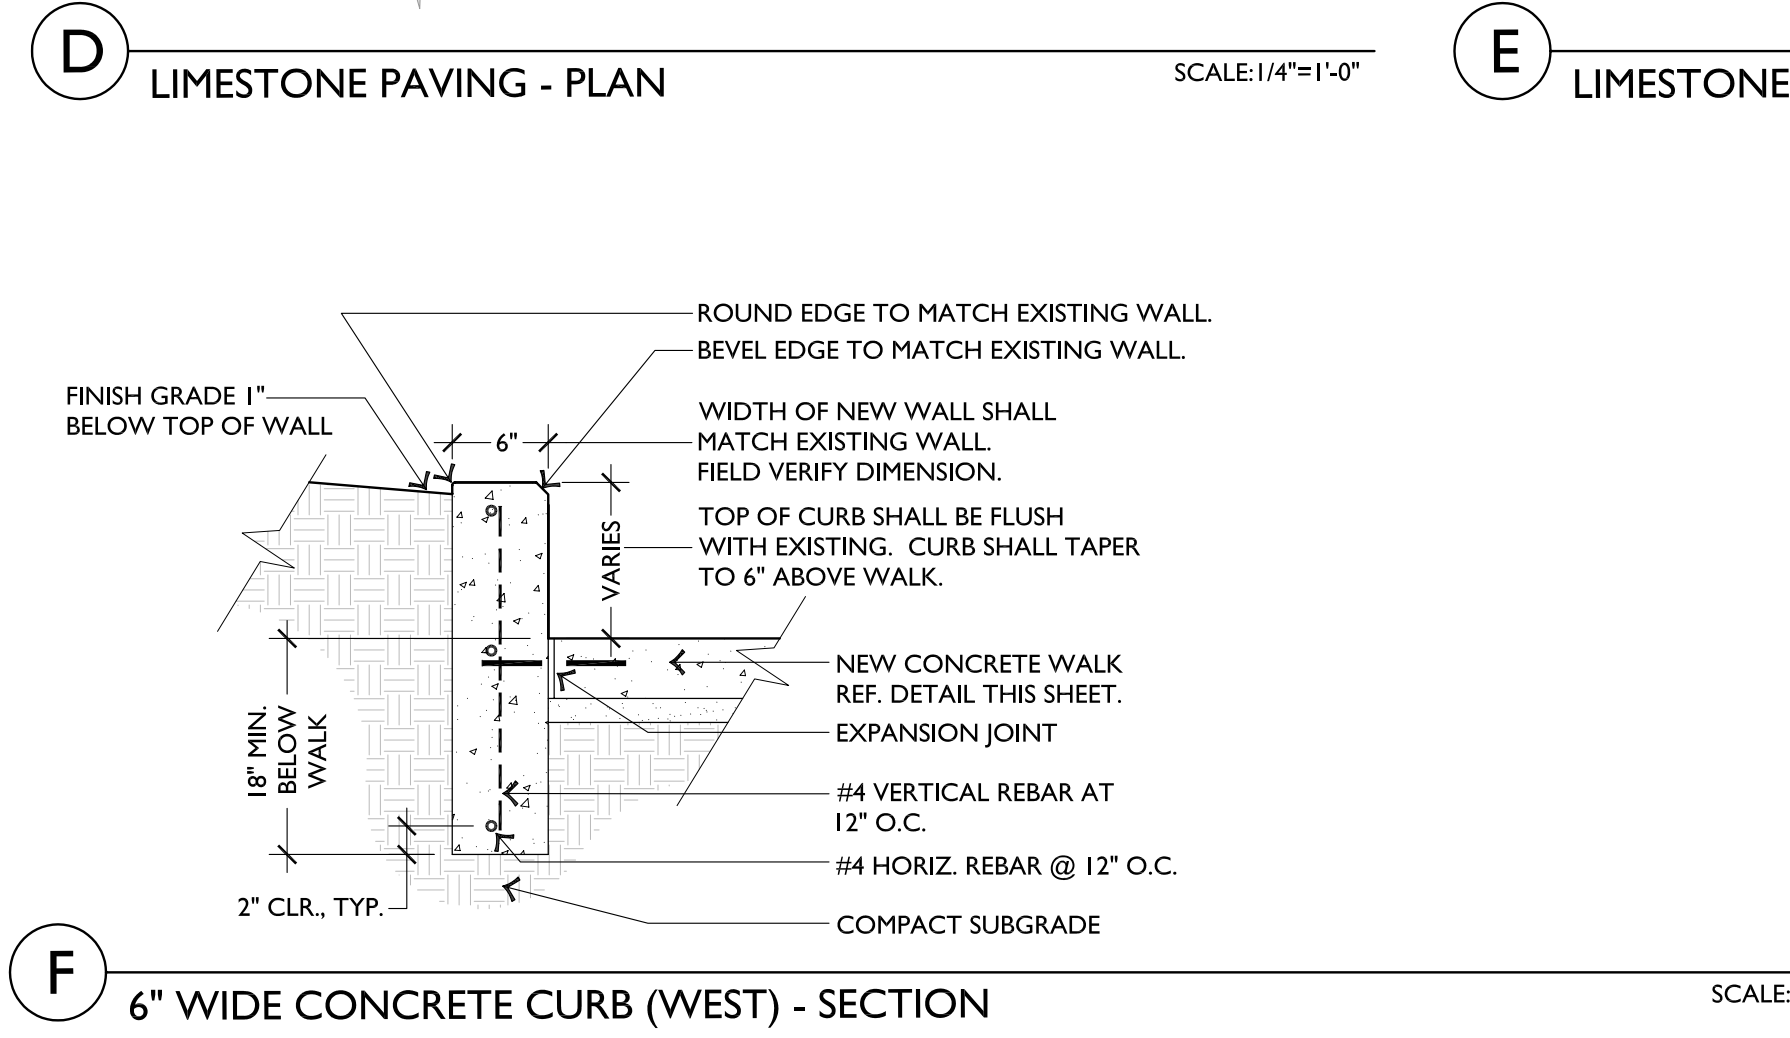 D
LIMESTONE PAVING - PLAN
SCALE:1/4"=1'-0"
E
LIMESTONE
ROUND EDGE TO MATCH EXISTING WALL.
BEVEL EDGE TO MATCH EXISTING WALL.
FINISH GRADE 1"
BELOW TOP OF WALL
6"
WIDTH OF NEW WALL SHALL
MATCH EXISTING WALL.
FIELD VERIFY DIMENSION.
VARIES
TOP OF CURB SHALL BE FLUSH
WITH EXISTING. CURB SHALL TAPER
TO 6" ABOVE WALK.
NEW CONCRETE WALK
REF. DETAIL THIS SHEET.
EXPANSION JOINT
18" MIN.
BELOW
WALK
#4 VERTICAL REBAR AT
12" O.C.
#4 HORIZ. REBAR @ 12" O.C.
2" CLR., TYP.
COMPACT SUBGRADE
F
6" WIDE CONCRETE CURB (WEST) - SECTION
SCALE: